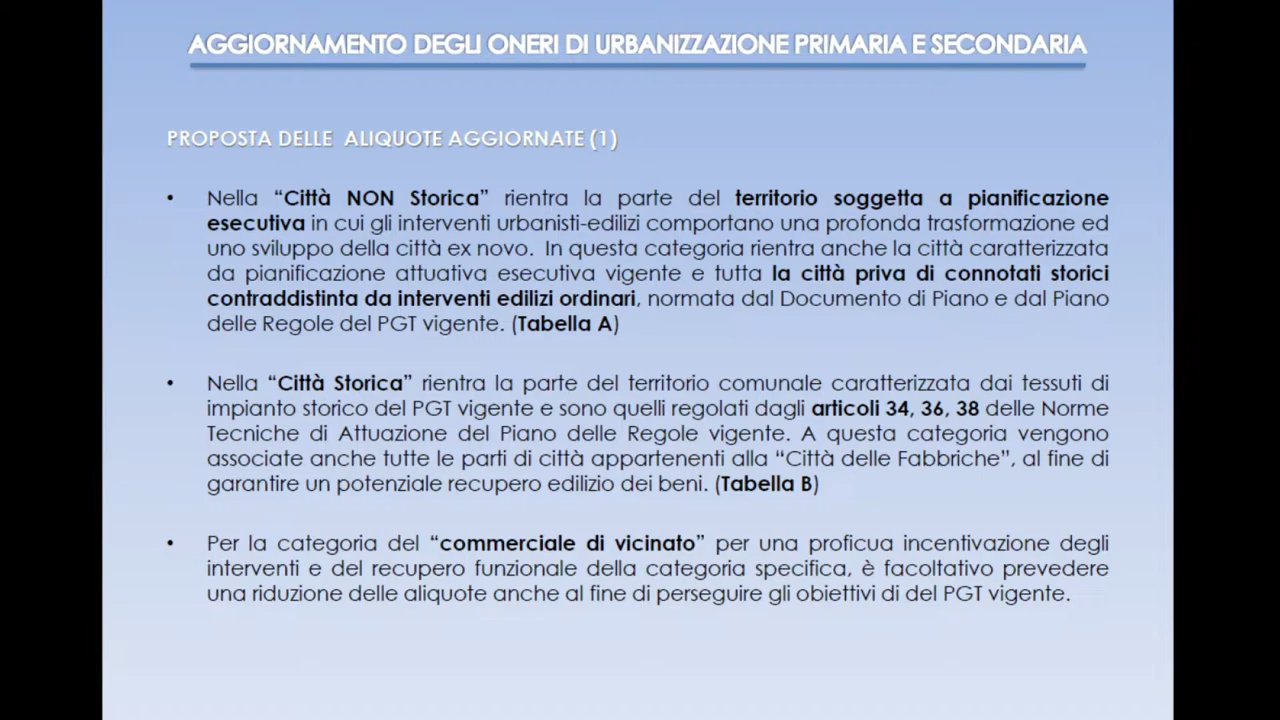 AGGIORNAMENTO DEGLI ONERI DI URBANIZZAZIONE PRIMARIA E SECONDARIA
PROPOSTA DELLE ALIQUOTE AGGIORNATE (1)
• Nella “Città NON Storica” rientra la parte del territorio soggetta a pianificazione
esecutiva in cui gli interventi urbanisti-edilizi comportano una profonda trasformazione ed
uno sviluppo della città ex novo. In questa categoria rientra anche la città caratterizzata
da pianificazione attuativa esecutiva vigente e tutta la città priva di connotati storici
contraddistinta da interventi edilizi ordinari, normata dal Documento di Piano e dal Piano
delle Regole del PGT vigente. (Tabella A)
• Nella “Città Storica” rientra la parte del territorio comunale caratterizzata dai tessuti di
impianto storico del PGT vigente e sono quelli regolati dagli articoli 34, 36, 38 delle Norme
Tecniche di Attuazione del Piano delle Regole vigente. A questa categoria vengono
associate anche tutte le parti di città appartenenti alla “Città delle Fabbriche”, al fine di
garantire un potenziale recupero edilizio dei beni. (Tabella B)
• Per la categoria del “commerciale di vicinato” per una proficua incentivazione degli
interventi e del recupero funzionale della categoria specifica, è facoltativo prevedere
una riduzione delle aliquote anche al fine di perseguire gli obiettivi di del PGT vigente.